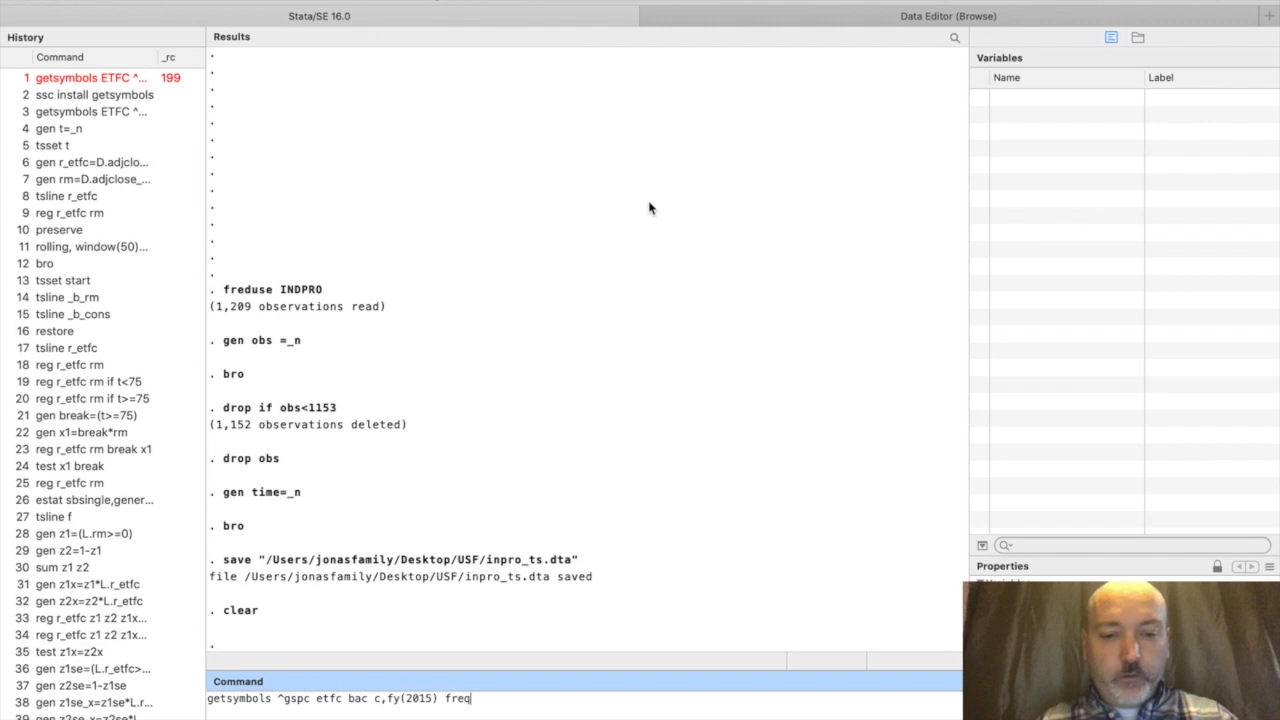 Stata/SE 16.0
Data Editor (Browse)
History
Results
Variables
Command _rc
Name Label
1 getsymbols ETFC ^... 199
2 ssc install getsymbols
3 getsymbols ETFC ^...
4 gen t=_n
5 tsset t
6 gen r_etfc=D.adjclo...
7 gen rm=D.adjclose_...
8 tsline r_etfc
9 reg r_etfc rm
10 preserve
11 rolling, window(50)...
12 bro
13 tsset start
14 tsline _b_rm
15 tsline _b_cons
16 restore
17 tsline r_etfc
18 reg r_etfc rm
19 reg r_etfc rm if t<75
20 reg r_etfc rm if t>=75
21 gen break=(t>=75)
22 gen x1=break*rm
23 reg r_etfc rm break x1
24 test x1 break
25 reg r_etfc rm
26 estat sbsingle,gener...
27 tsline f
28 gen z1=(L.rm>=0)
29 gen z2=1-z1
30 sum z1 z2
31 gen z1x=z1*L.r_etfc
32 gen z2x=z2*L.r_etfc
33 reg r_etfc z1 z2 z1x...
34 reg r_etfc z1 z2 z1x...
35 test z1x=z2x
36 gen z1se=(L.r_etfc>...
37 gen z2se=1-z1se
38 gen z1se_x=z1se*L.r...
39 gen z2se_x=z2se*L...
. freduse INDPRO
(1,209 observations read)
. gen obs =_n
. bro
. drop if obs<1153
(1,152 observations deleted)
. drop obs
. gen time=_n
. bro
. save "/Users/jonasfamily/Desktop/USF/inpro_ts.dta"
file /Users/jonasfamily/Desktop/USF/inpro_ts.dta saved
. clear
.
Command
getsymbols ^gspc etfc bac c,fy(2015) freq
Properties